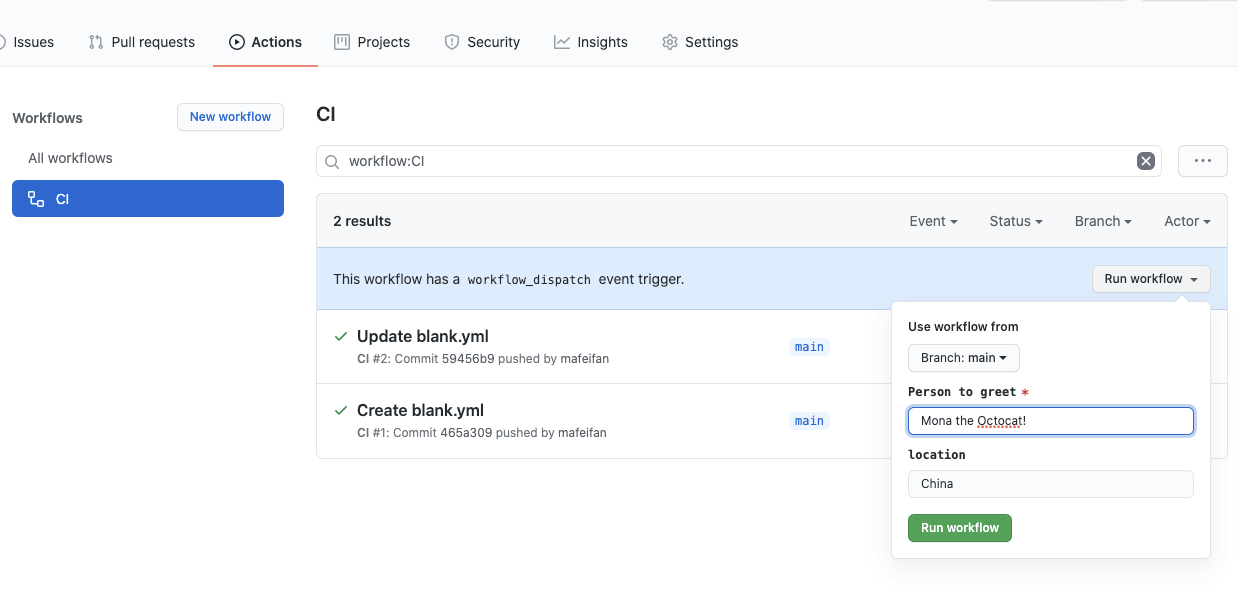 Issues
Pull requests
Actions
Projects
Security
Insights
Settings
Workflows
New workflow
All workflows
CI
CI
workflow:CI
2 results
Event
Status
Branch
Actor
This workflow has a workflow_dispatch event trigger.
Run workflow
Update blank.yml
CI #2: Commit 59456b9 pushed by mafeifan
main
Create blank.yml
CI #1: Commit 465a309 pushed by mafeifan
main
Use workflow from
Branch: main
Person to greet *
Mona the Octocat!
location
China
Run workflow